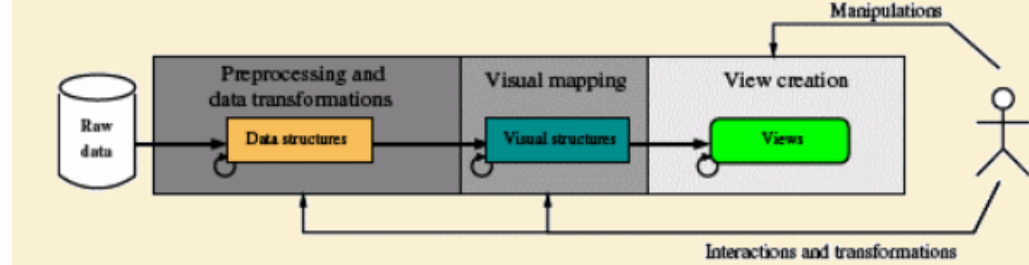 Manipulations
Preprocessing and
data transformations
Visual mapping
View creation
Raw
data
Data structures
Visual structures
Views
Interactions and transformations